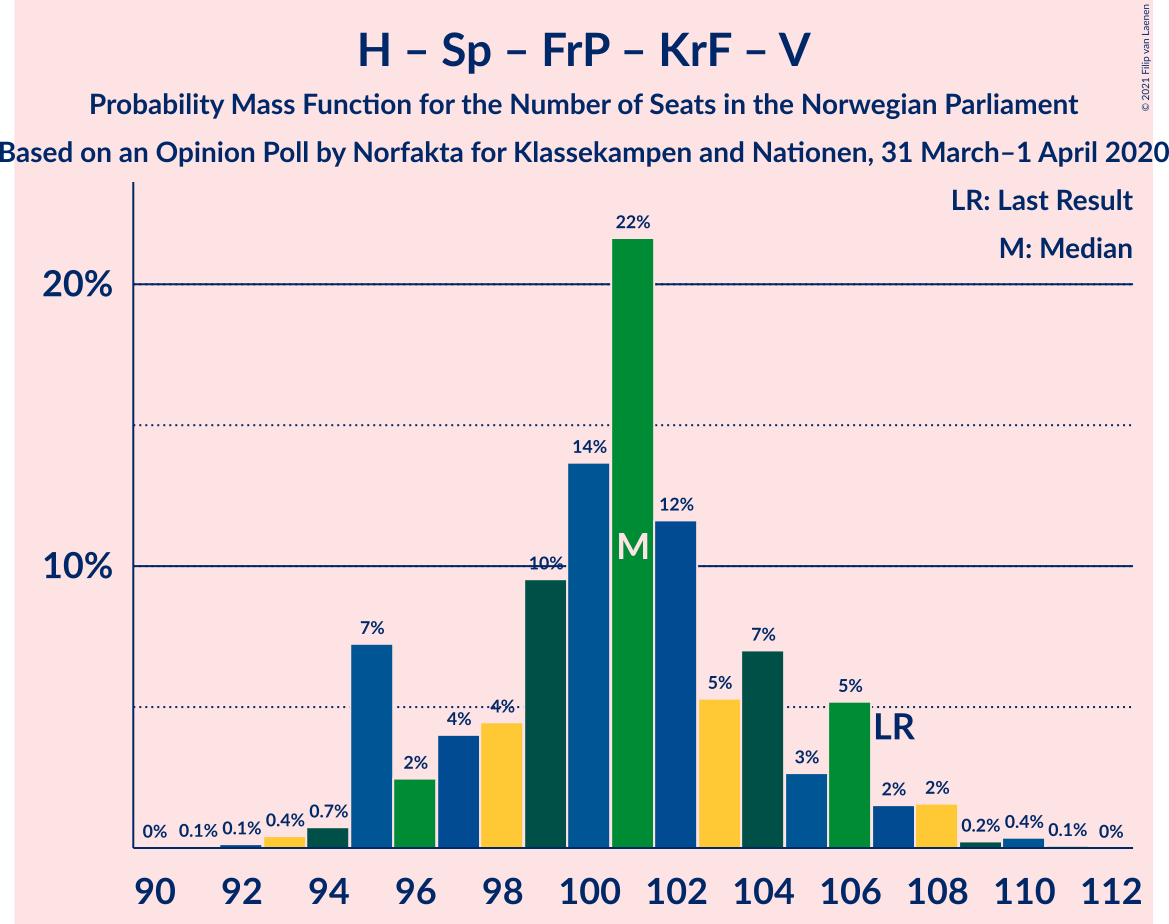 H – Sp – FrP – KrF – V
Probability Mass Function for the Number of Seats in the Norwegian Parliament
Based on an Opinion Poll by Norfakta for Klassekampen and Nationen, 31 March–1 April 2020
© 2021 Filip van Laenen
LR: Last Result
M: Median
20%
10%
0% 0.1% 0.1% 0.4% 0.7% 7% 2% 4% 4% 10% 14% 22% 12% 5% 7% 3% 5% 2% 2% 0.2% 0.4% 0.1% 0%
M
LR
90 92 94 96 98 100 102 104 106 108 110 112